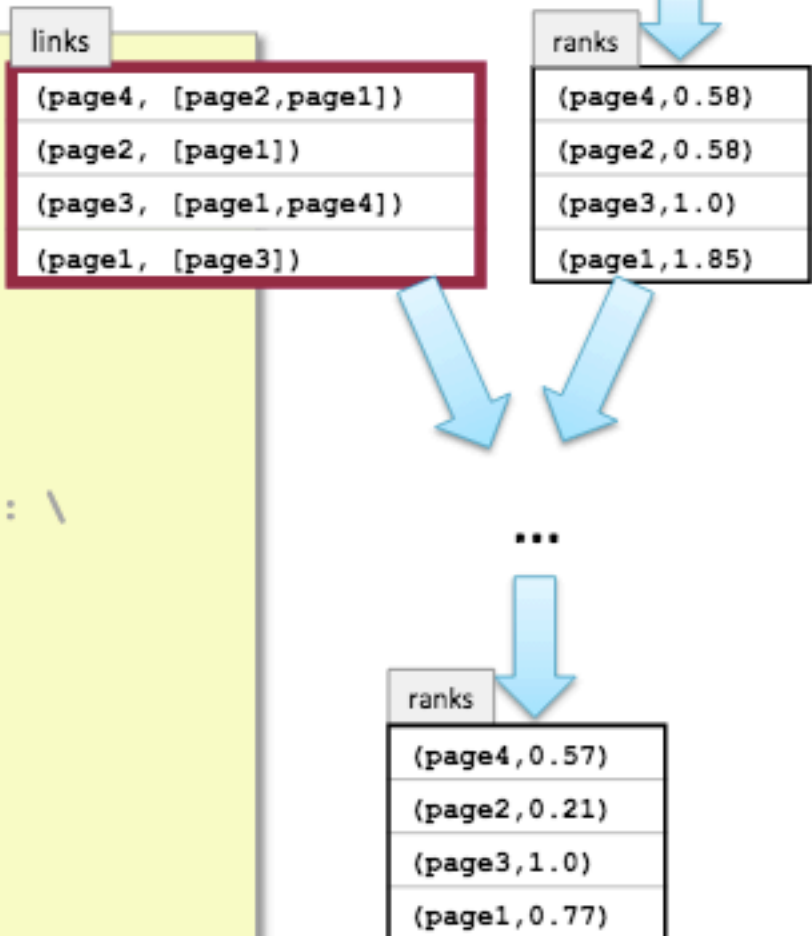 links
(page4, [page2,page1])
(page2, [page1])
(page3, [page1,page4])
(page1, [page3])
ranks
(page4,0.58)
(page2,0.58)
(page3,1.0)
(page1,1.85)
: \
...
ranks
(page4,0.57)
(page2,0.21)
(page3,1.0)
(page1,0.77)